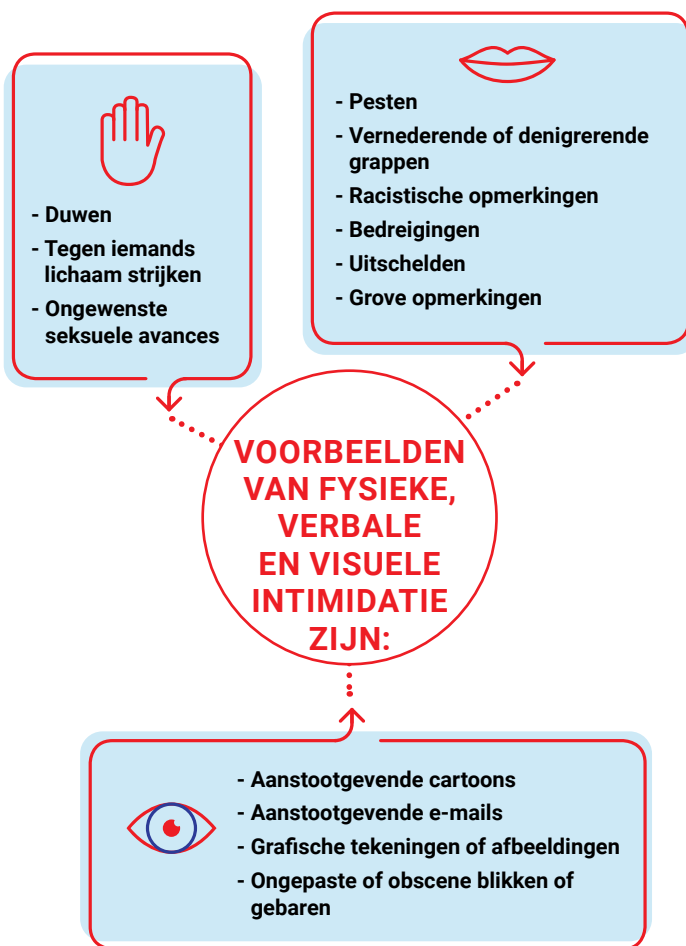 - Duwen
- Tegen iemands
lichaam strijken
- Ongewenste
seksuele avances
- Pesten
- Vernederende of denigrerende
grappen
- Racistische opmerkingen
- Bedreigingen
- Uitschelden
- Grove opmerkingen
VOORBEELDEN
VAN FYSIEKE,
VERBALE
EN VISUELE
INTIMIDATIE
ZIJN:
- Aanstootgevende cartoons
- Aanstootgevende e-mails
- Grafische tekeningen of afbeeldingen
- Ongepaste of obscene blikken of
gebaren